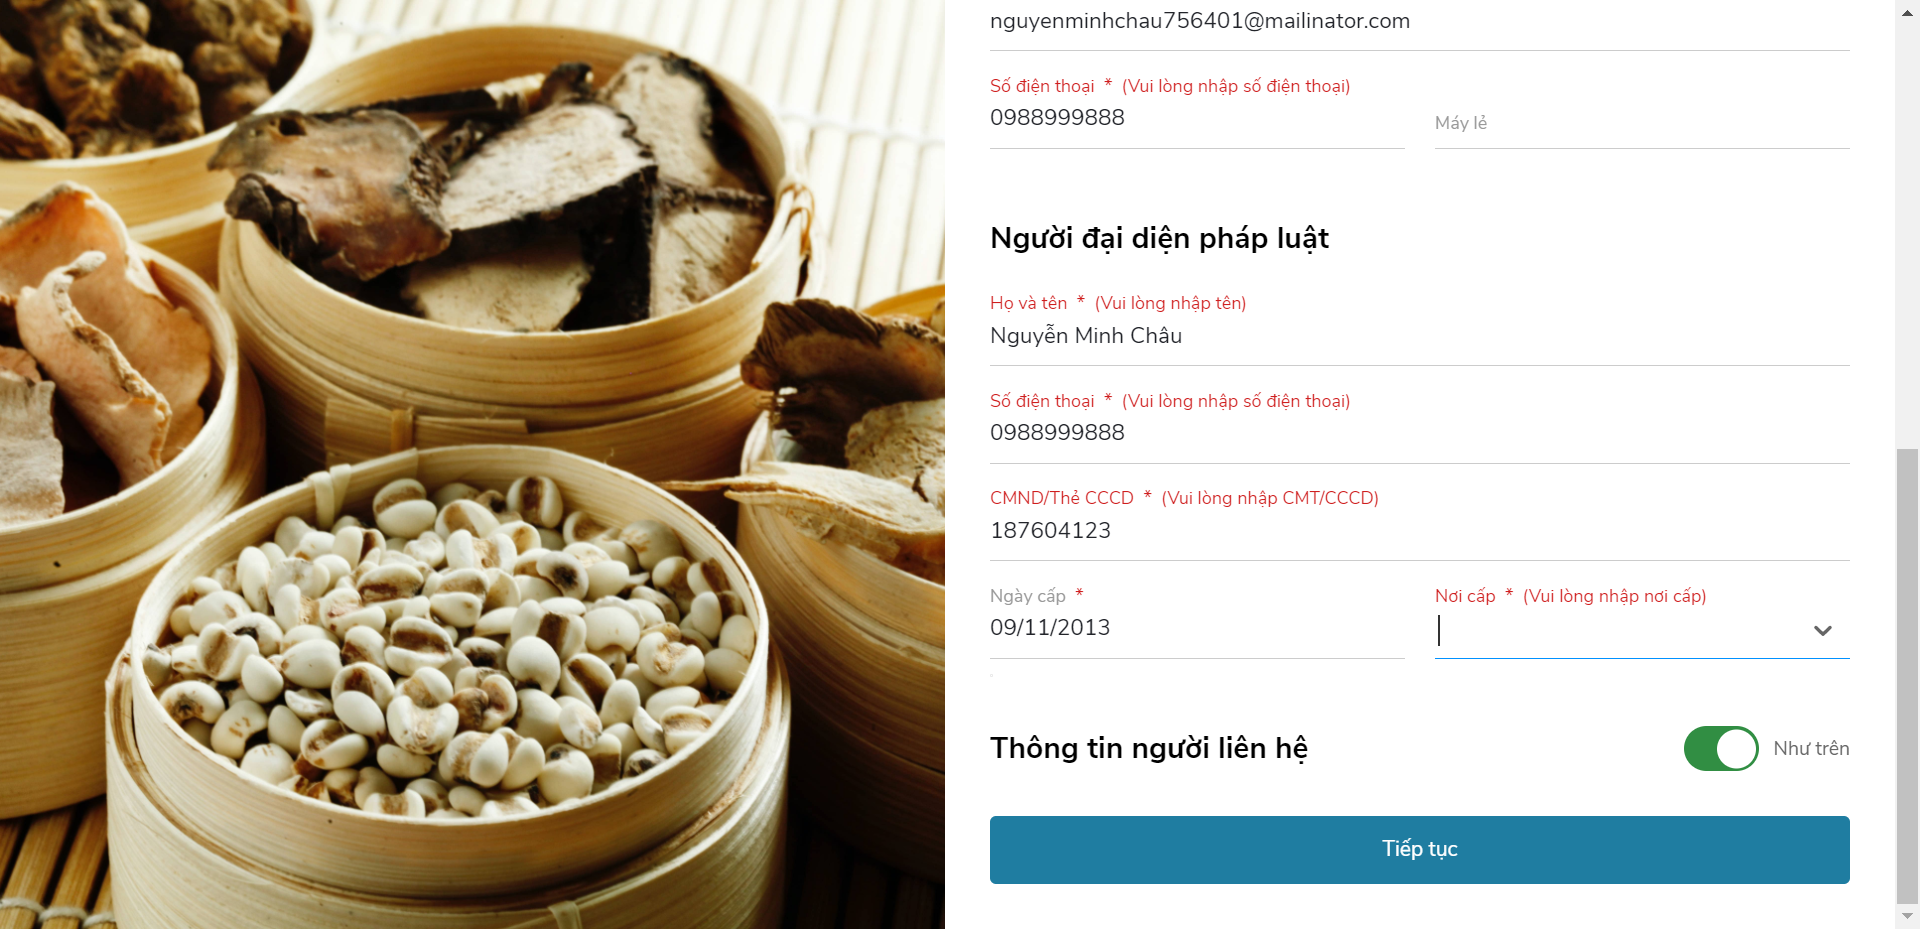 nguyenminhchau756401@mailinator.com
Số điện thoại * (Vui lòng nhập số điện thoại)
0988999888
Máy lẻ
Người đại diện pháp luật
Họ và tên * (Vui lòng nhập tên)
Nguyễn Minh Châu
Số điện thoại * (Vui lòng nhập số điện thoại)
0988999888
CMND/Thẻ CCCD * (Vui lòng nhập CMT/CCCD)
187604123
Ngày cấp *
09/11/2013
Nơi cấp * (Vui lòng nhập nơi cấp)
Thông tin người liên hệ
Như trên
Tiếp tục